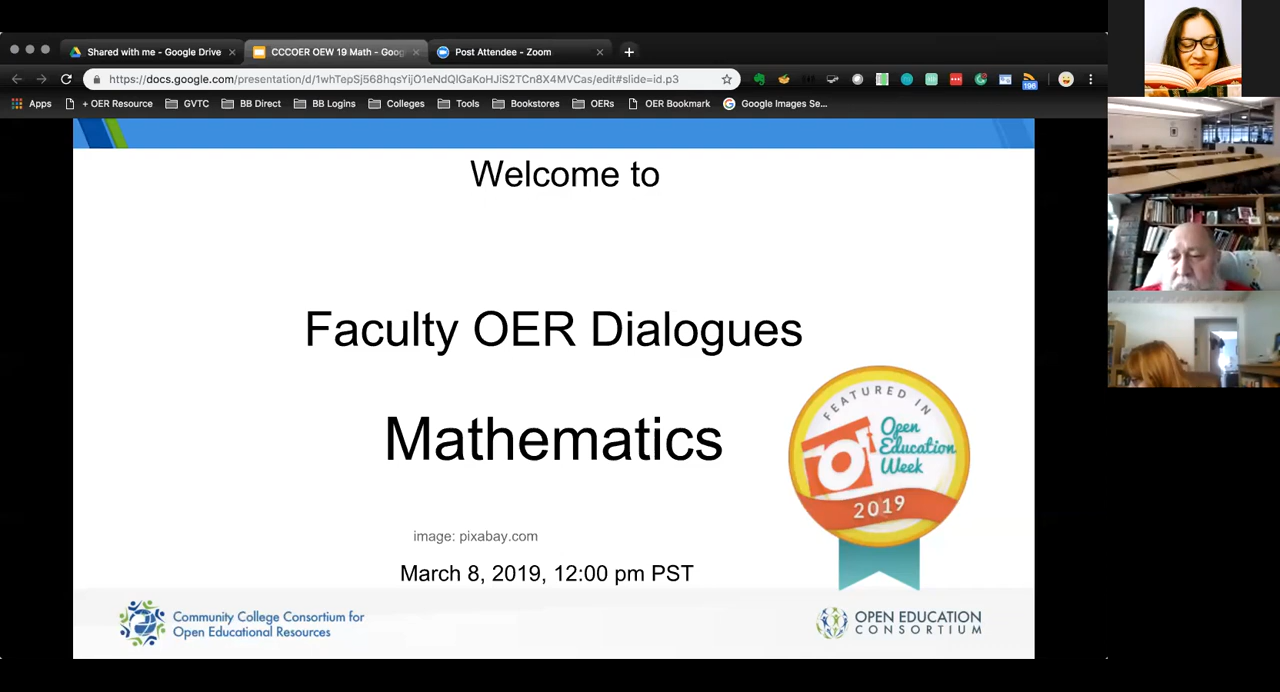 Shared with me - Google Drive
CCCOER OEW 19 Math - Goog
Post Attendee - Zoom
https://docs.google.com/presentation/d/1whTepSj568hqsYijO1eNdQlGaKoHJiS2TCn8X4MVCas/edit#slide=id.p3
196
Apps
+ OER Resource
GVTC
BB Direct
BB Logins
Colleges
Tools
Bookstores
OERs
OER Bookmark
Google Images Se...
Welcome to
Faculty OER Dialogues
Mathematics
FEATURED IN
Open
Education
Week
2019
image: pixabay.com
March 8, 2019, 12:00 pm PST
Community College Consortium for
Open Educational Resources
OPEN EDUCATION
CONSORTIUM